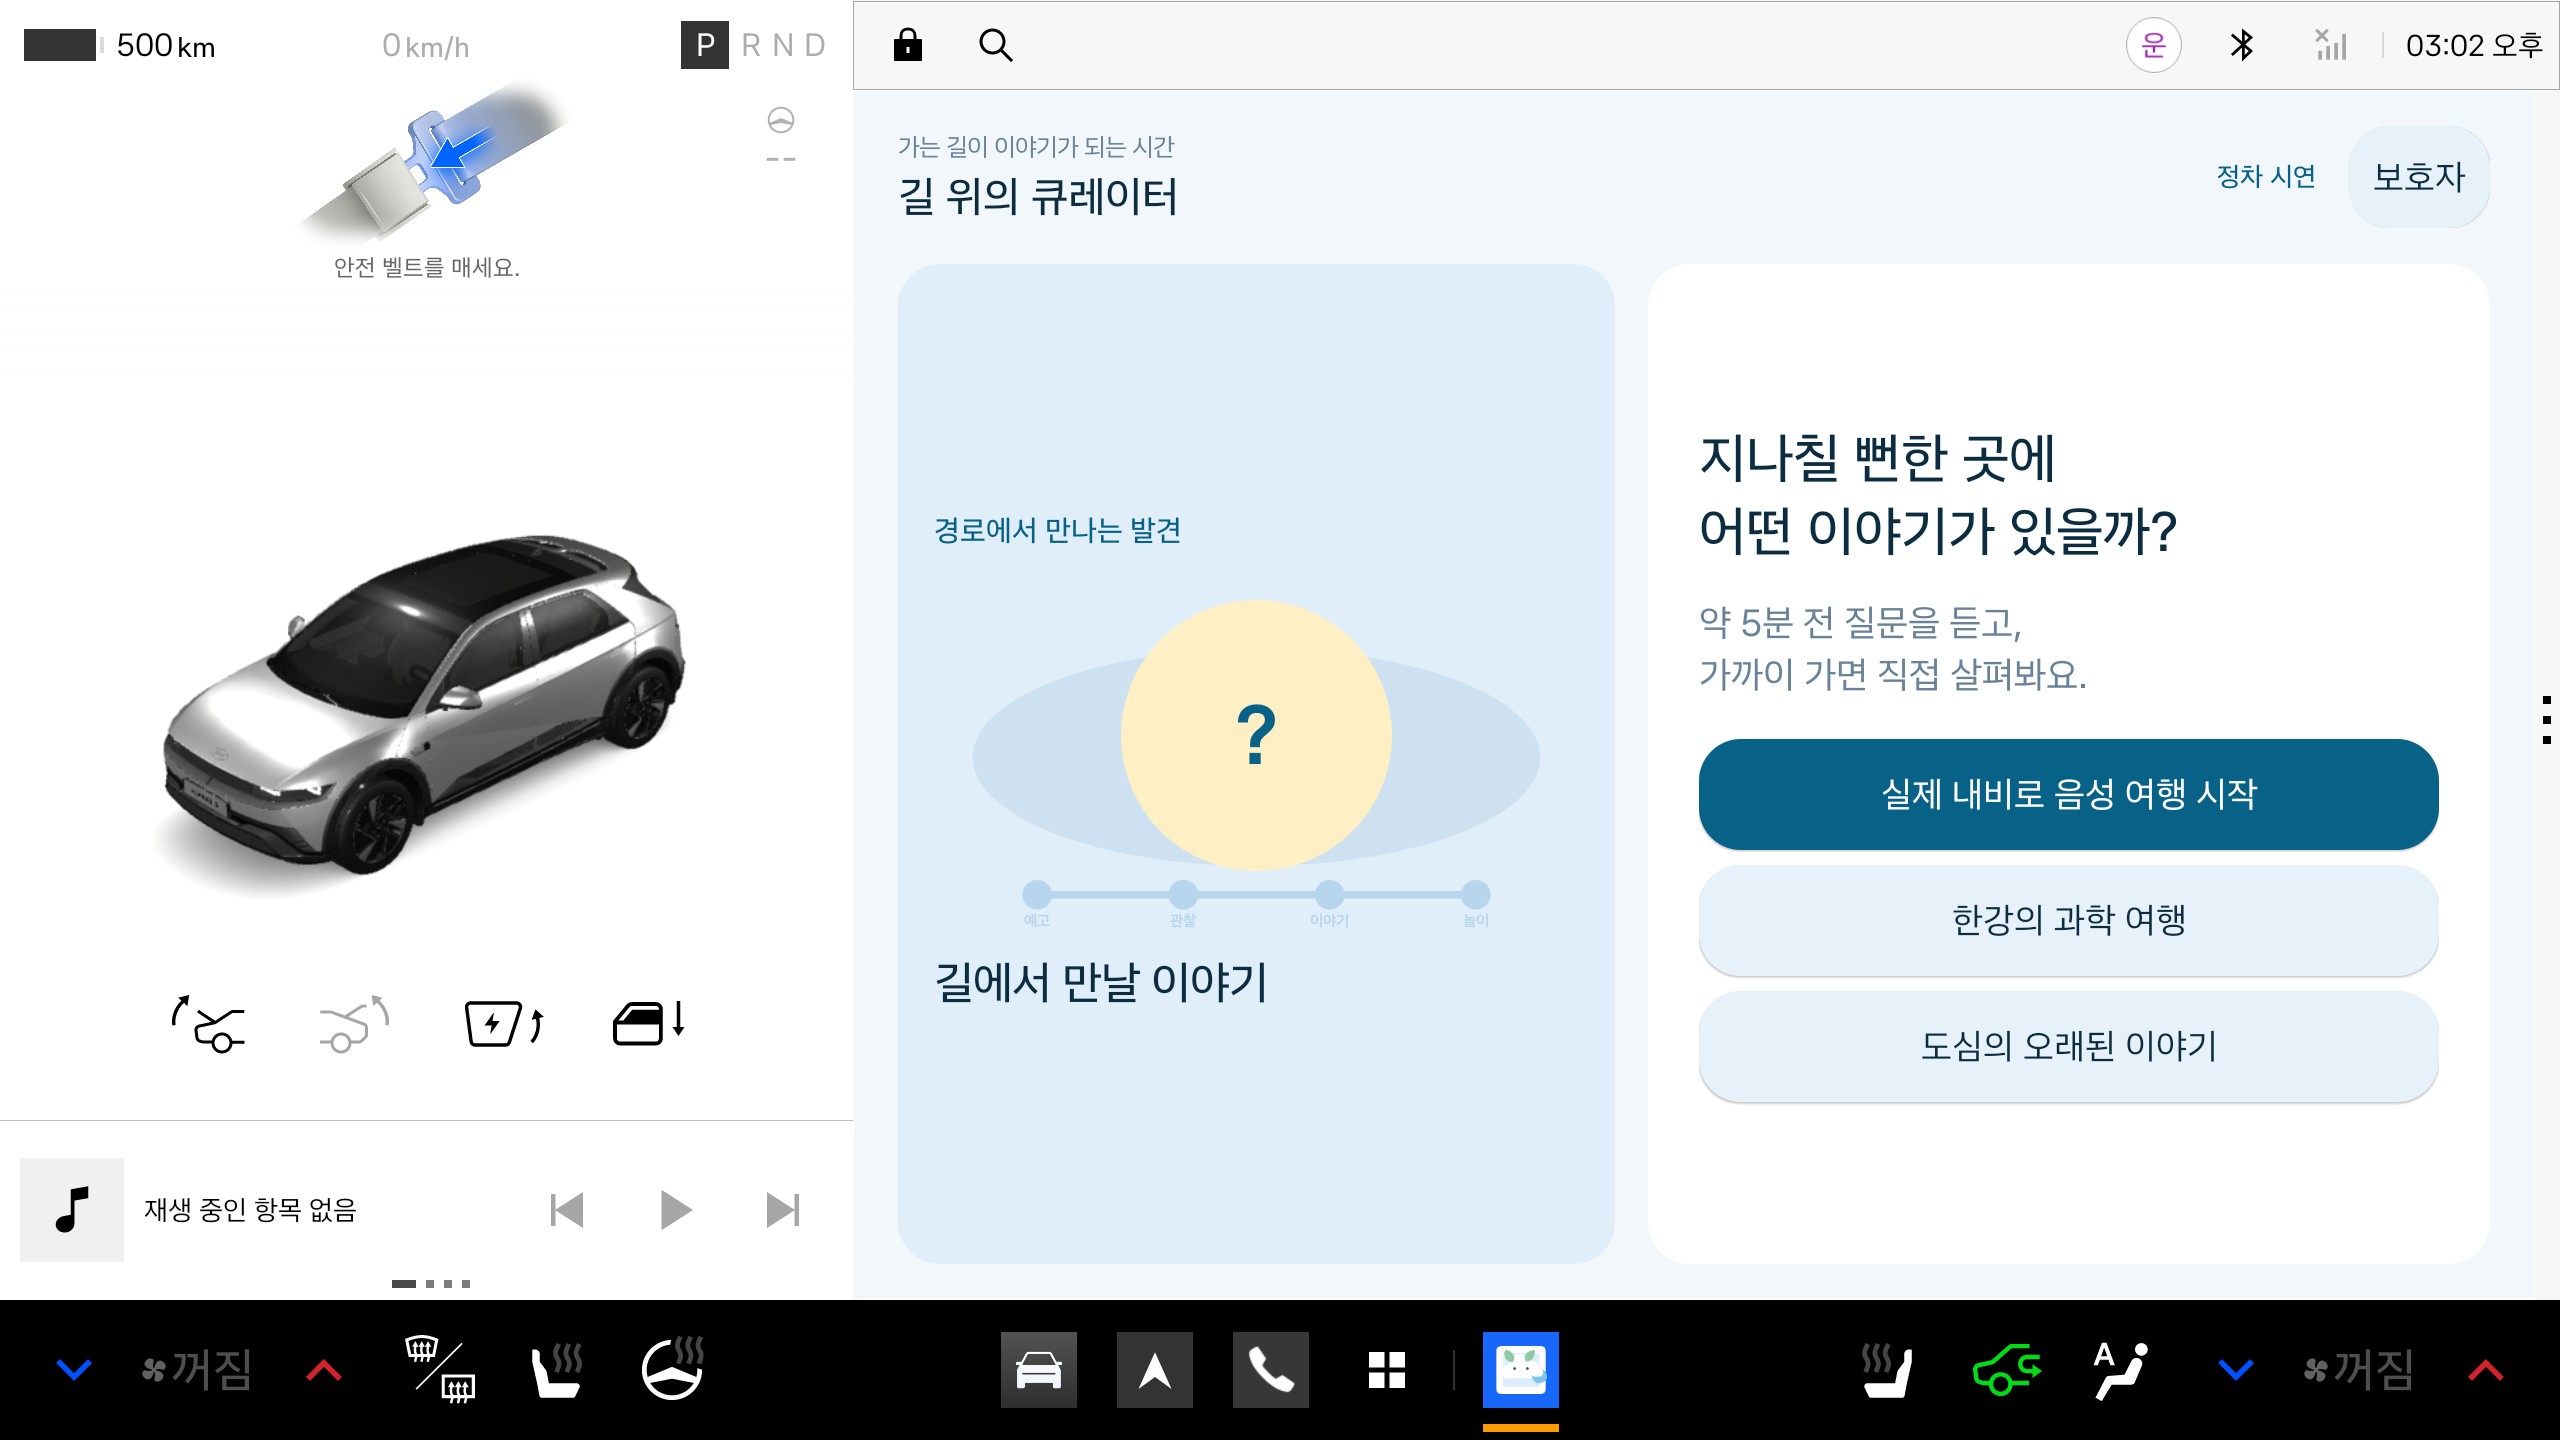 500 km
0 km/h
P R N D
안전 벨트를 매세요.
재생 중인 항목 없음
운
03:02 오후
가는 길이 이야기가 되는 시간
길 위의 큐레이터
정차 시연
보호자
경로에서 만나는 발견
?
예고
관찰
이야기
놀이
길에서 만날 이야기
지나칠 뻔한 곳에
어떤 이야기가 있을까?
약 5분 전 질문을 듣고,
가까이 가면 직접 살펴봐요.
실제 내비로 음성 여행 시작
한강의 과학 여행
도심의 오래된 이야기
꺼짐
A
꺼짐